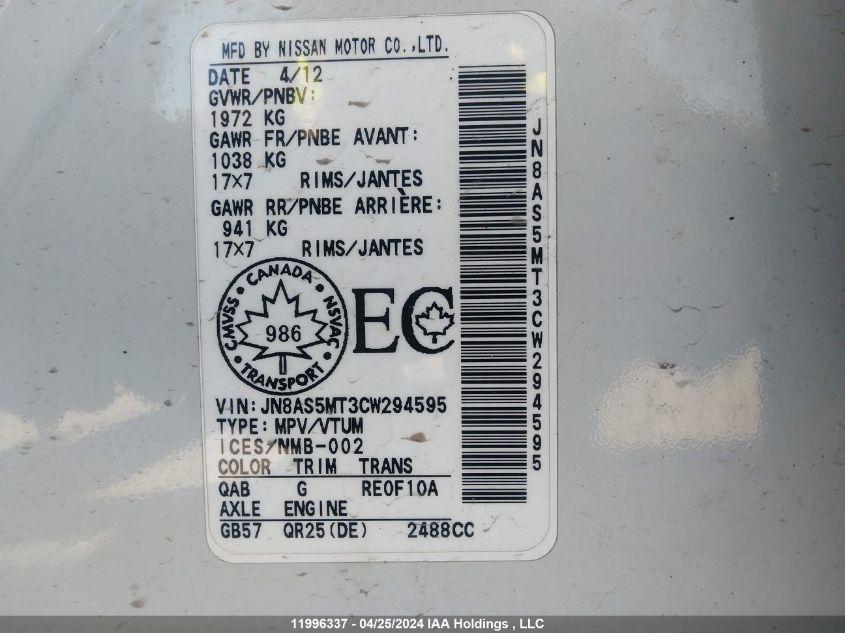 MFD BY NISSAN MOTOR CO.,LTD.
DATE 4/12
GVWR/PNBV:
1972 KG
GAWR FR/PNBE AVANT:
1038 KG
17X7 RIMS/JANTES
GAWR RR/PNBE ARRIÈRE:
941 KG
17X7 RIMS/JANTES
CANADA
CMVSS NSVAC
986
TRANSPORT
EC
VIN:JN8AS5MT3CW294595
TYPE:MPV/VTUM
ICES/NMB-002
COLOR TRIM TRANS
QAB G RE0F10A
AXLE ENGINE
GB57 QR25(DE) 2488CC
JN8AS5MT3CW294595
11996337 - 04/25/2024 IAA Holdings , LLC